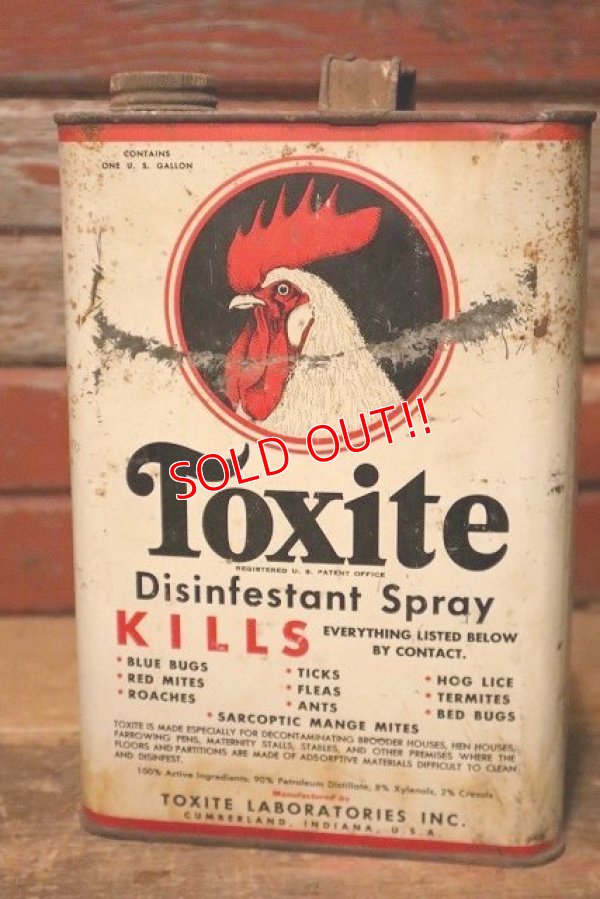 CONTAINS
ONE U. S. GALLON
SOLD OUT!!
Toxite
REGISTERED U. S. PATENT OFFICE
Disinfestant Spray
KILLS EVERYTHING LISTED BELOW
BY CONTACT.
• BLUE BUGS
• RED MITES
• ROACHES
• TICKS
• FLEAS
• ANTS
• HOG LICE
• TERMITES
• BED BUGS
• SARCOPTIC MANGE MITES
TOXITE IS MADE ESPECIALLY FOR DECONTAMINATING BROODER HOUSES, HEN HOUSES,
FARROWING PENS, MATERNITY STALLS, STABLES, AND OTHER PREMISES WHERE THE
FLOORS AND PARTITIONS ARE MADE OF ADSORPTIVE MATERIALS DIFFICULT TO CLEAN
AND DISINFEST.
100% Active Ingredients: 90% Petroleum Distillate, 8% Xylenols, 2% Cresols
Manufactured by
TOXITE LABORATORIES INC.
CUMBERLAND, INDIANA, U.S.A.